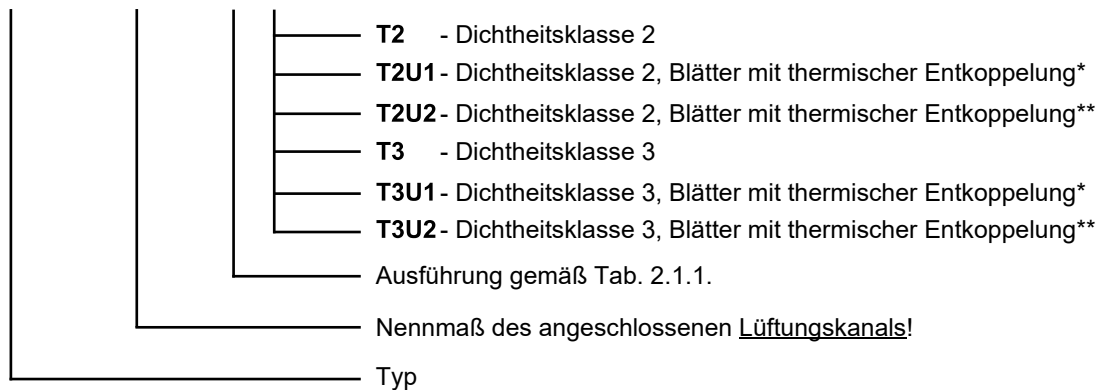 T2 - Dichtheitsklasse 2
T2U1 - Dichtheitsklasse 2, Blätter mit thermischer Entkoppelung*
T2U2 - Dichtheitsklasse 2, Blätter mit thermischer Entkoppelung**
T3 - Dichtheitsklasse 3
T3U1 - Dichtheitsklasse 3, Blätter mit thermischer Entkoppelung*
T3U2 - Dichtheitsklasse 3, Blätter mit thermischer Entkoppelung**
Ausführung gemäß Tab. 2.1.1.
Nennmaß des angeschlossenen Lüftungskanals!
Typ